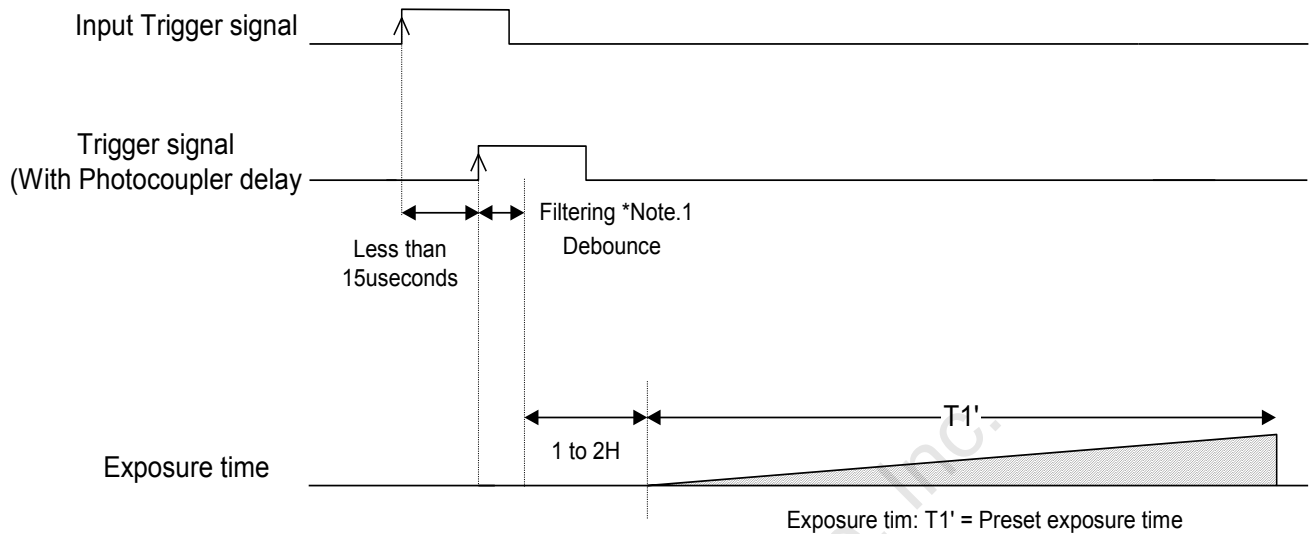 Input Trigger signal
Trigger signal
(With Photocoupler delay
Filtering *Note.1
Debounce
Less than
15useconds
T1'
1 to 2H
Exposure time
Inc.
Exposure tim: T1' = Preset exposure time